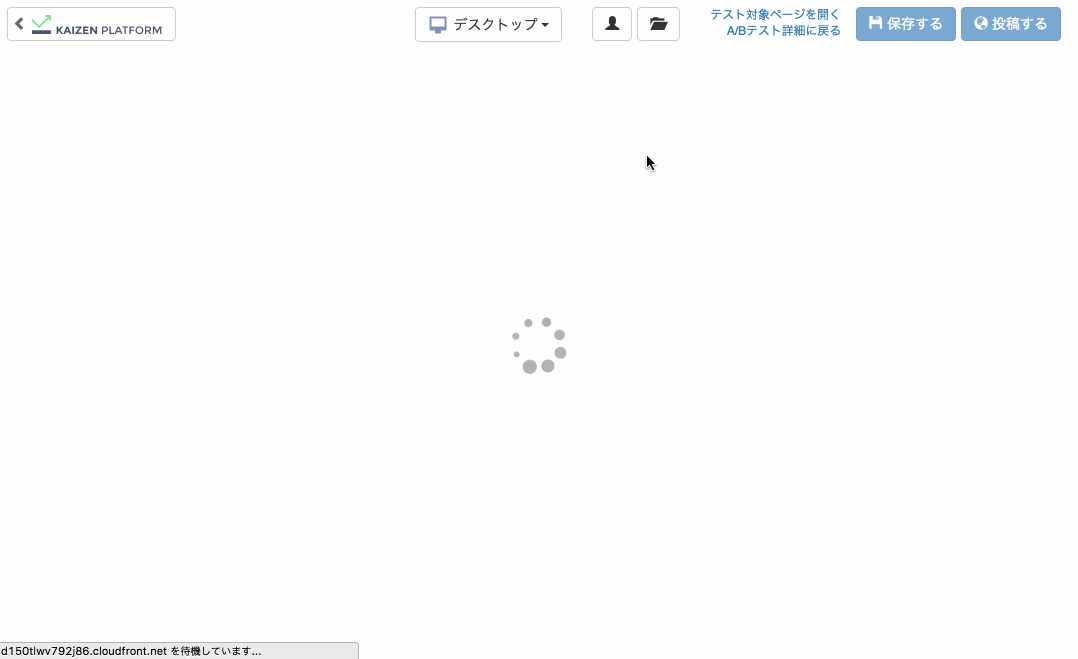 KAIZEN PLATFORM
デスクトップ
テスト対象ページを開く
A/Bテスト詳細に戻る
保存する
投稿する
d150tlwv792j86.cloudfront.net を待機しています...